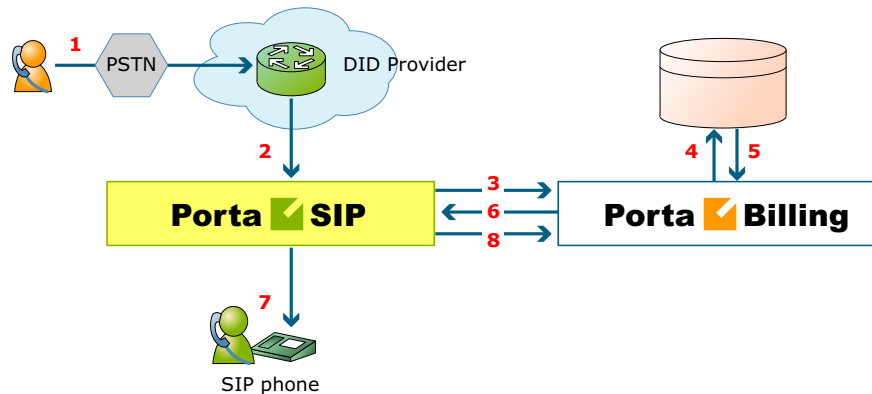 1
PSTN
DID Provider
2
4
5
3
Porta SIP
6
Porta Billing
8
7
SIP phone